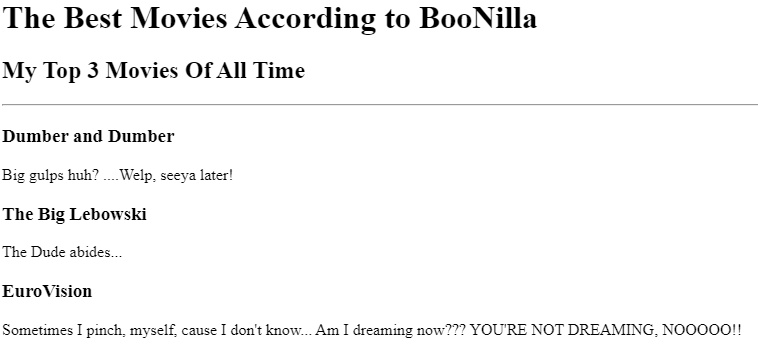 The Best Movies According to BooNilla
My Top 3 Movies Of All Time
Dumber and Dumber
Big gulps huh? ....Welp, seeya later!
The Big Lebowski
The Dude abides...
EuroVision
Sometimes I pinch, myself, cause I don't know... Am I dreaming now??? YOU'RE NOT DREAMING, NOOOOO!!